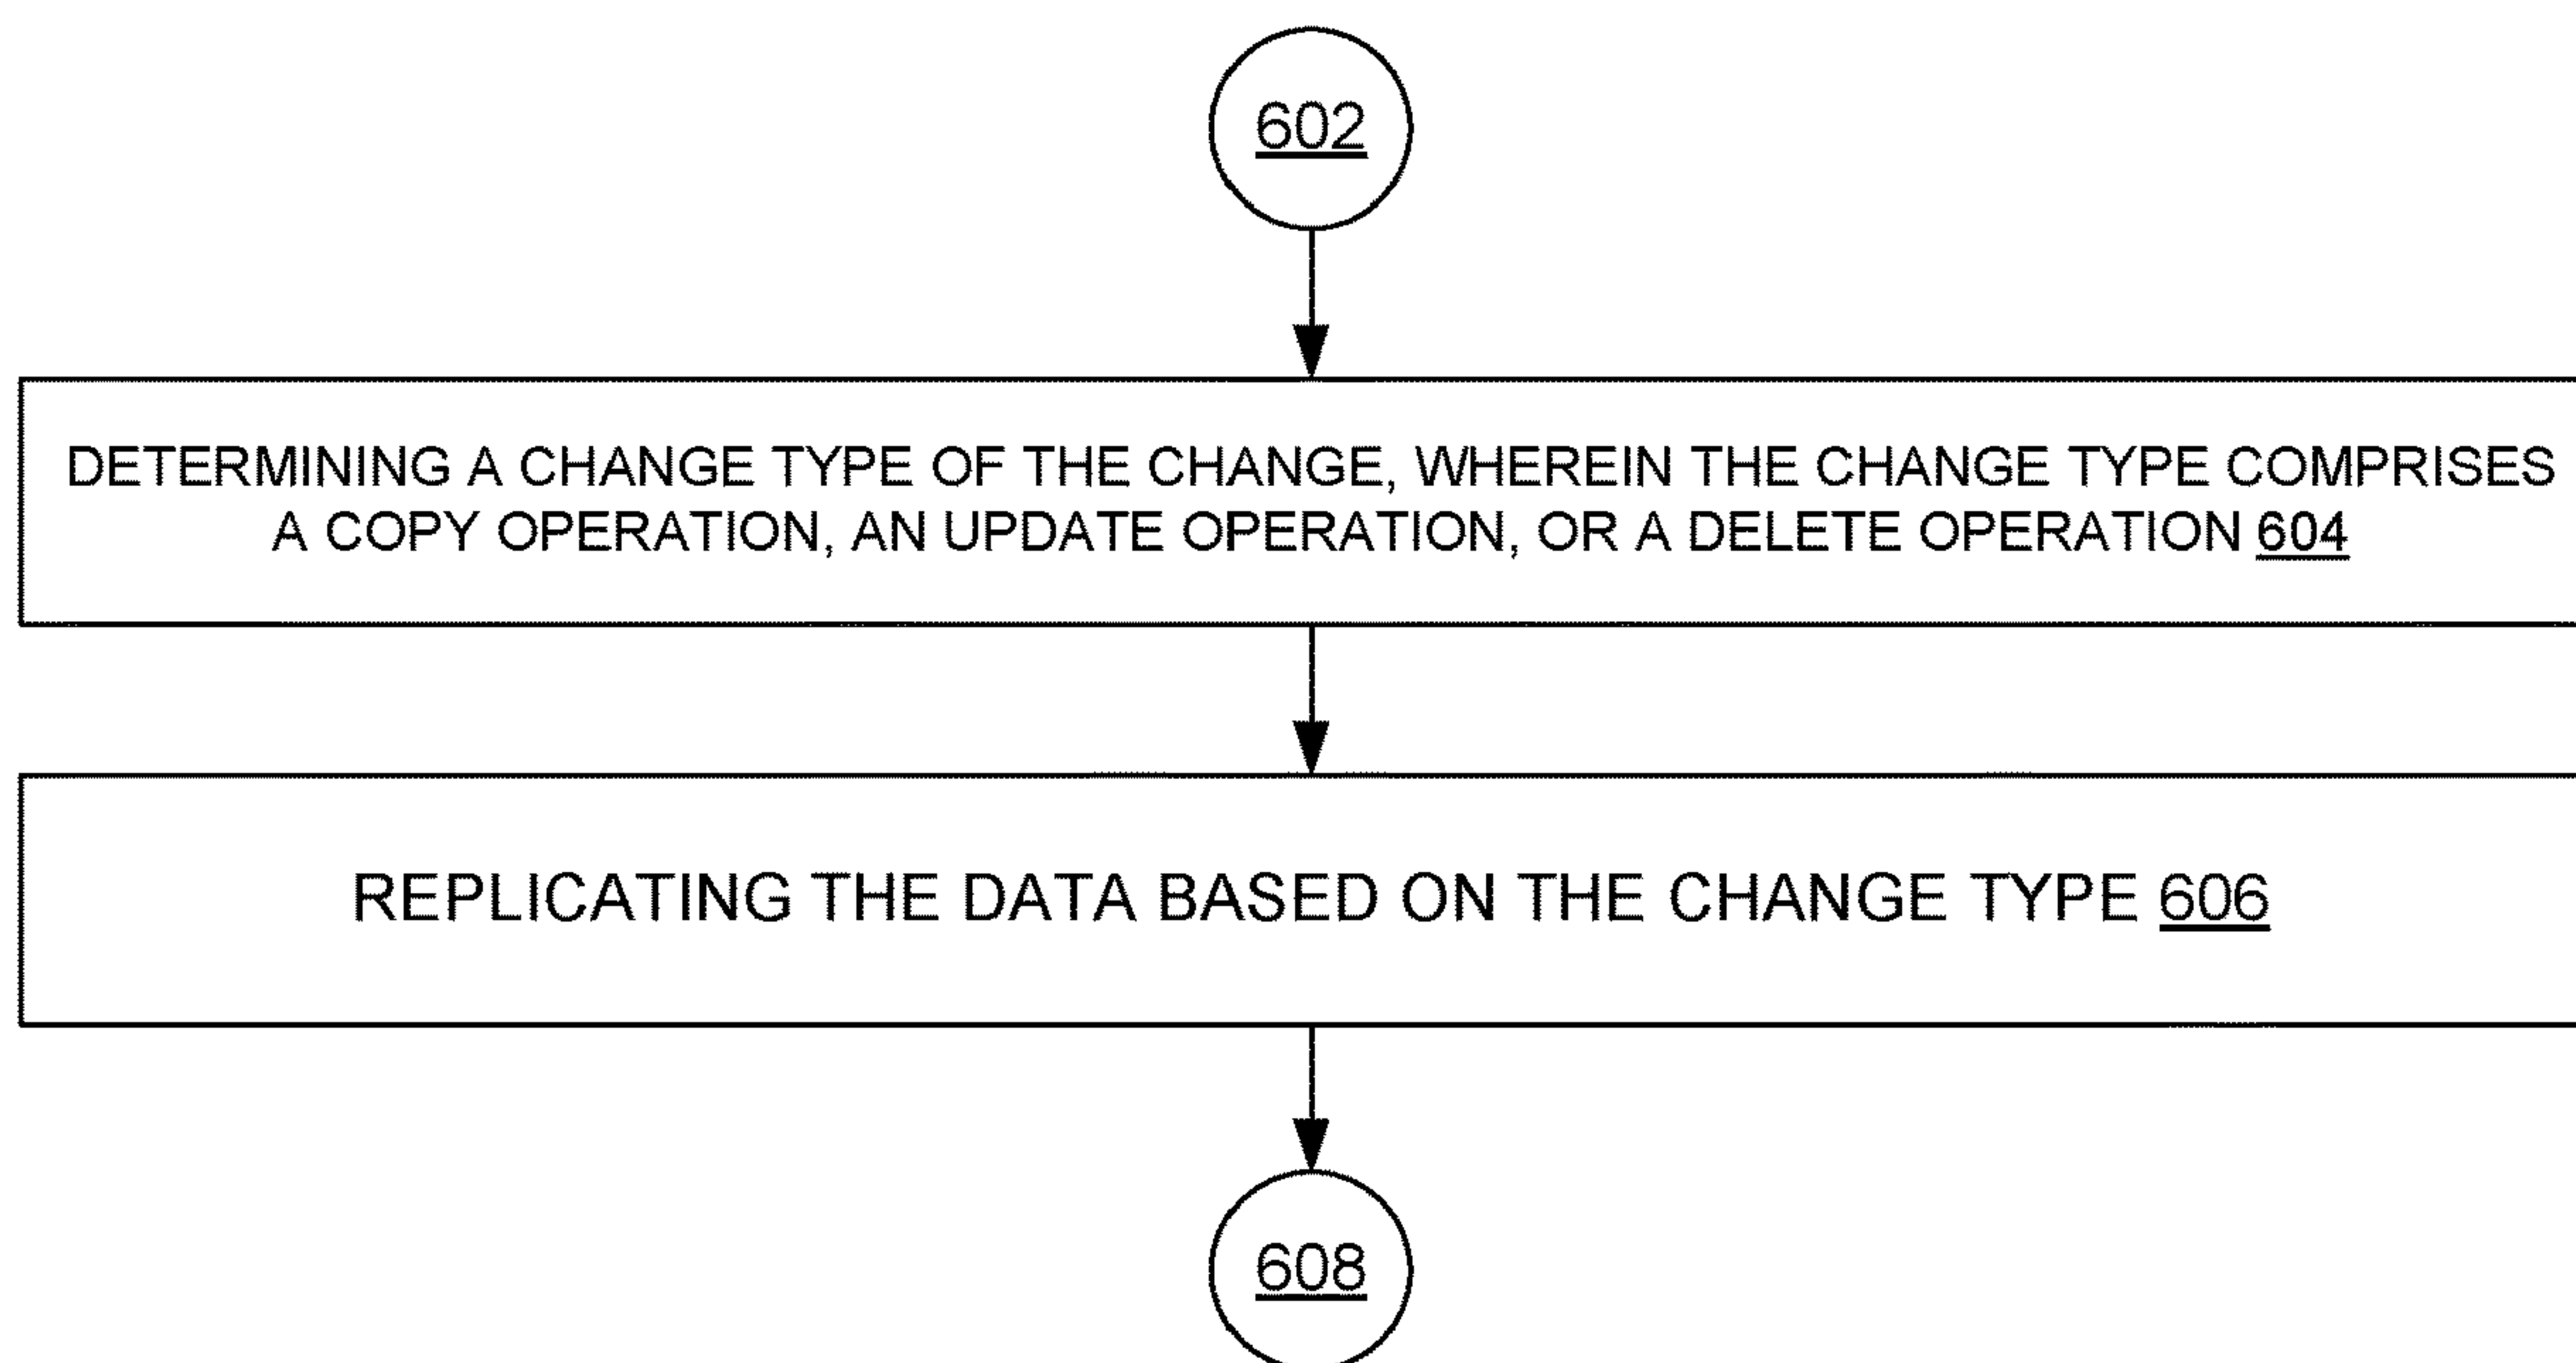 602
DETERMINING A CHANGE TYPE OF THE CHANGE, WHEREIN THE CHANGE TYPE COMPRISES
A COPY OPERATION, AN UPDATE OPERATION, OR A DELETE OPERATION 604
REPLICATING THE DATA BASED ON THE CHANGE TYPE 606
608